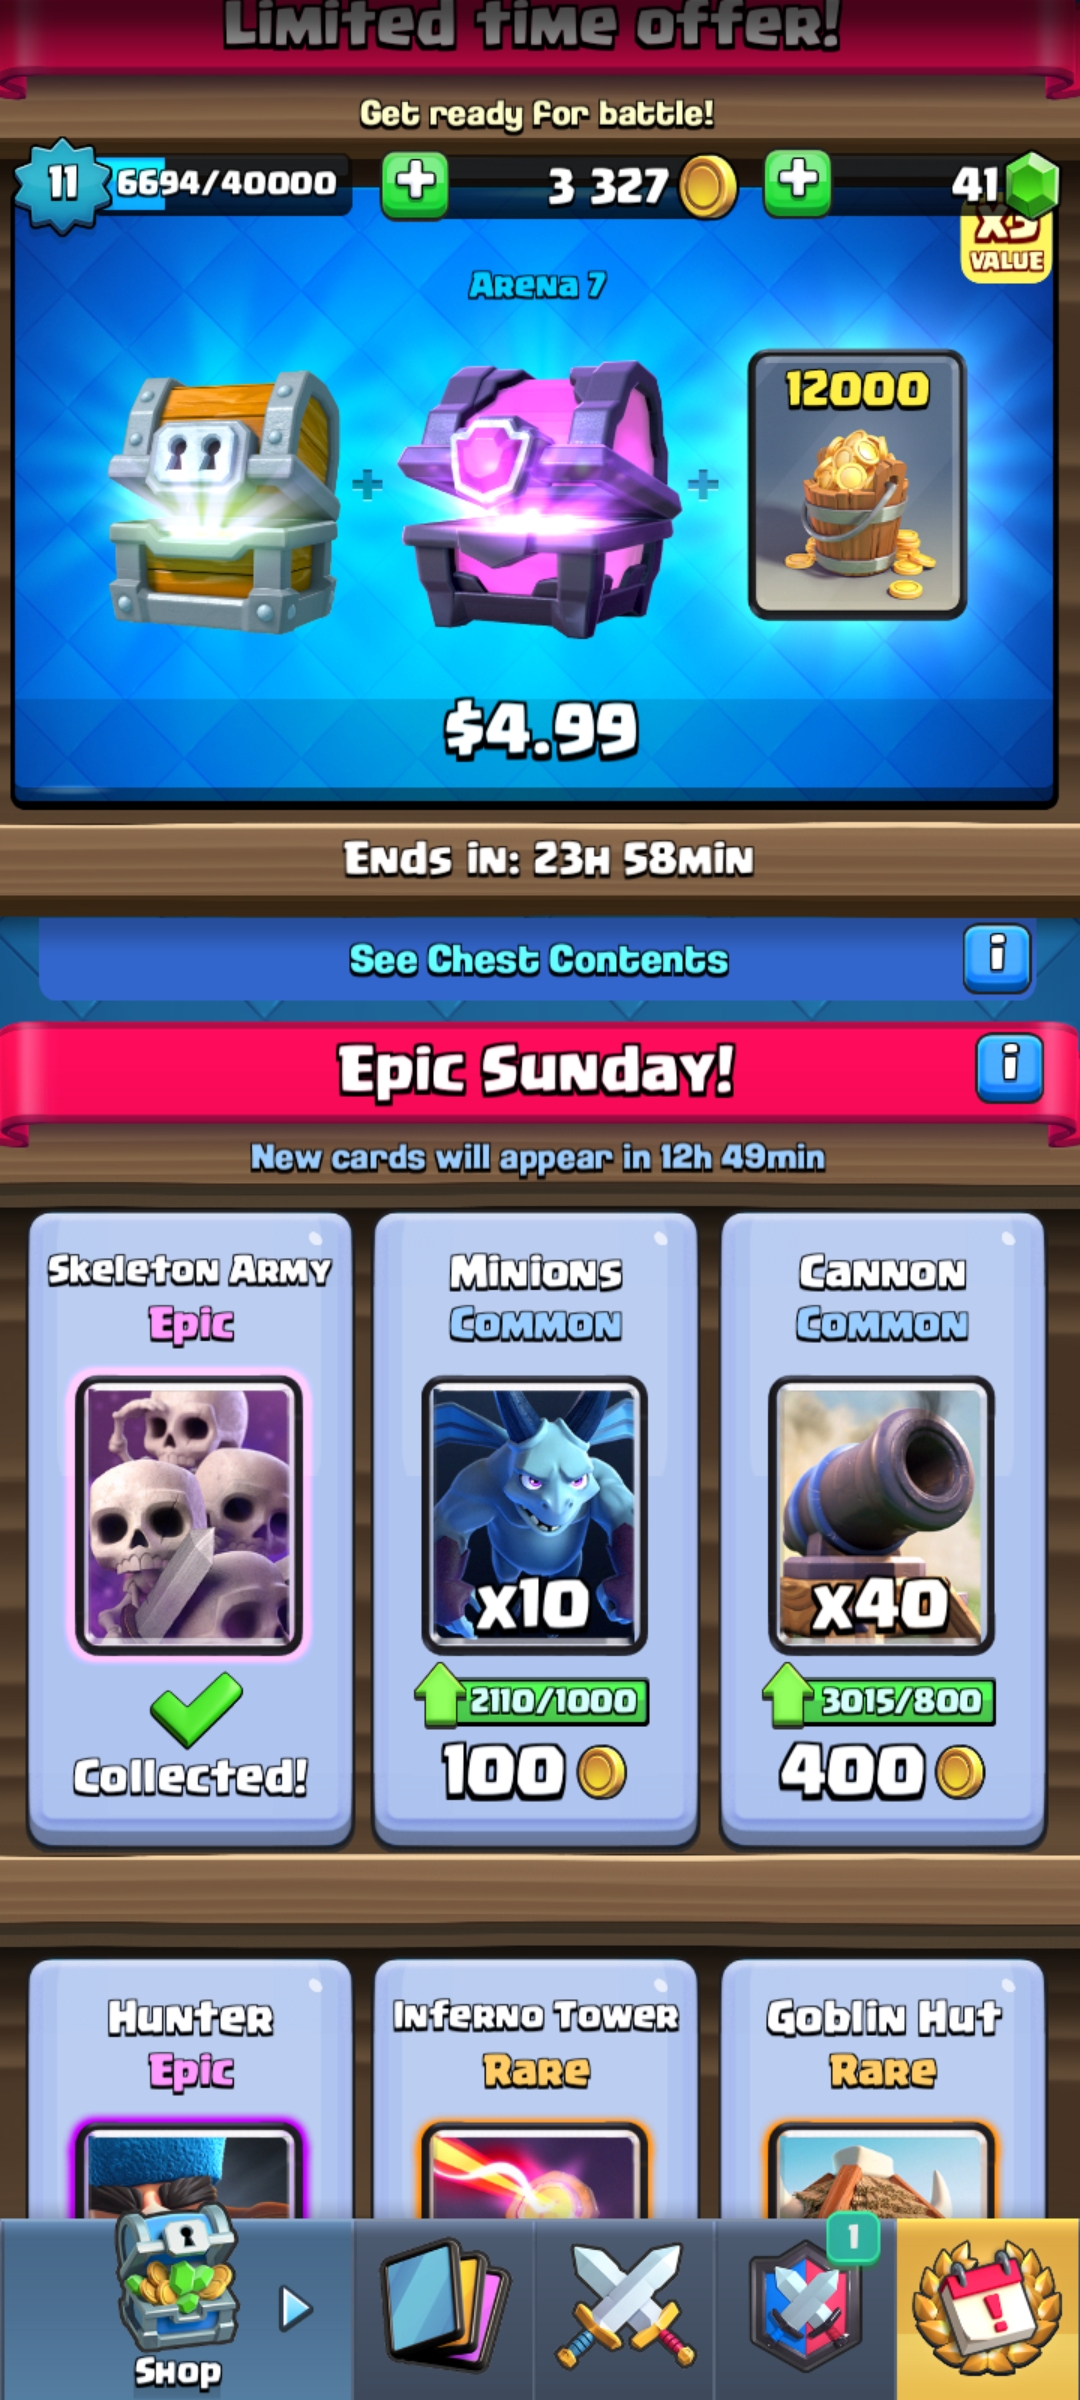 Limited time offer!
Get ready for battle!
11 6694/40000 3 327 41
x5
VALUE
Arena 7
12000
$4.99
Ends in: 23h 58min
See Chest Contents
Epic Sunday!
New cards will appear in 12h 49min
Skeleton Army Minions Cannon
Epic Common Common
x10 x40
2110/1000 3015/800
Collected! 100 400
Hunter Inferno Tower Goblin Hut
Epic Rare Rare
1
Shop